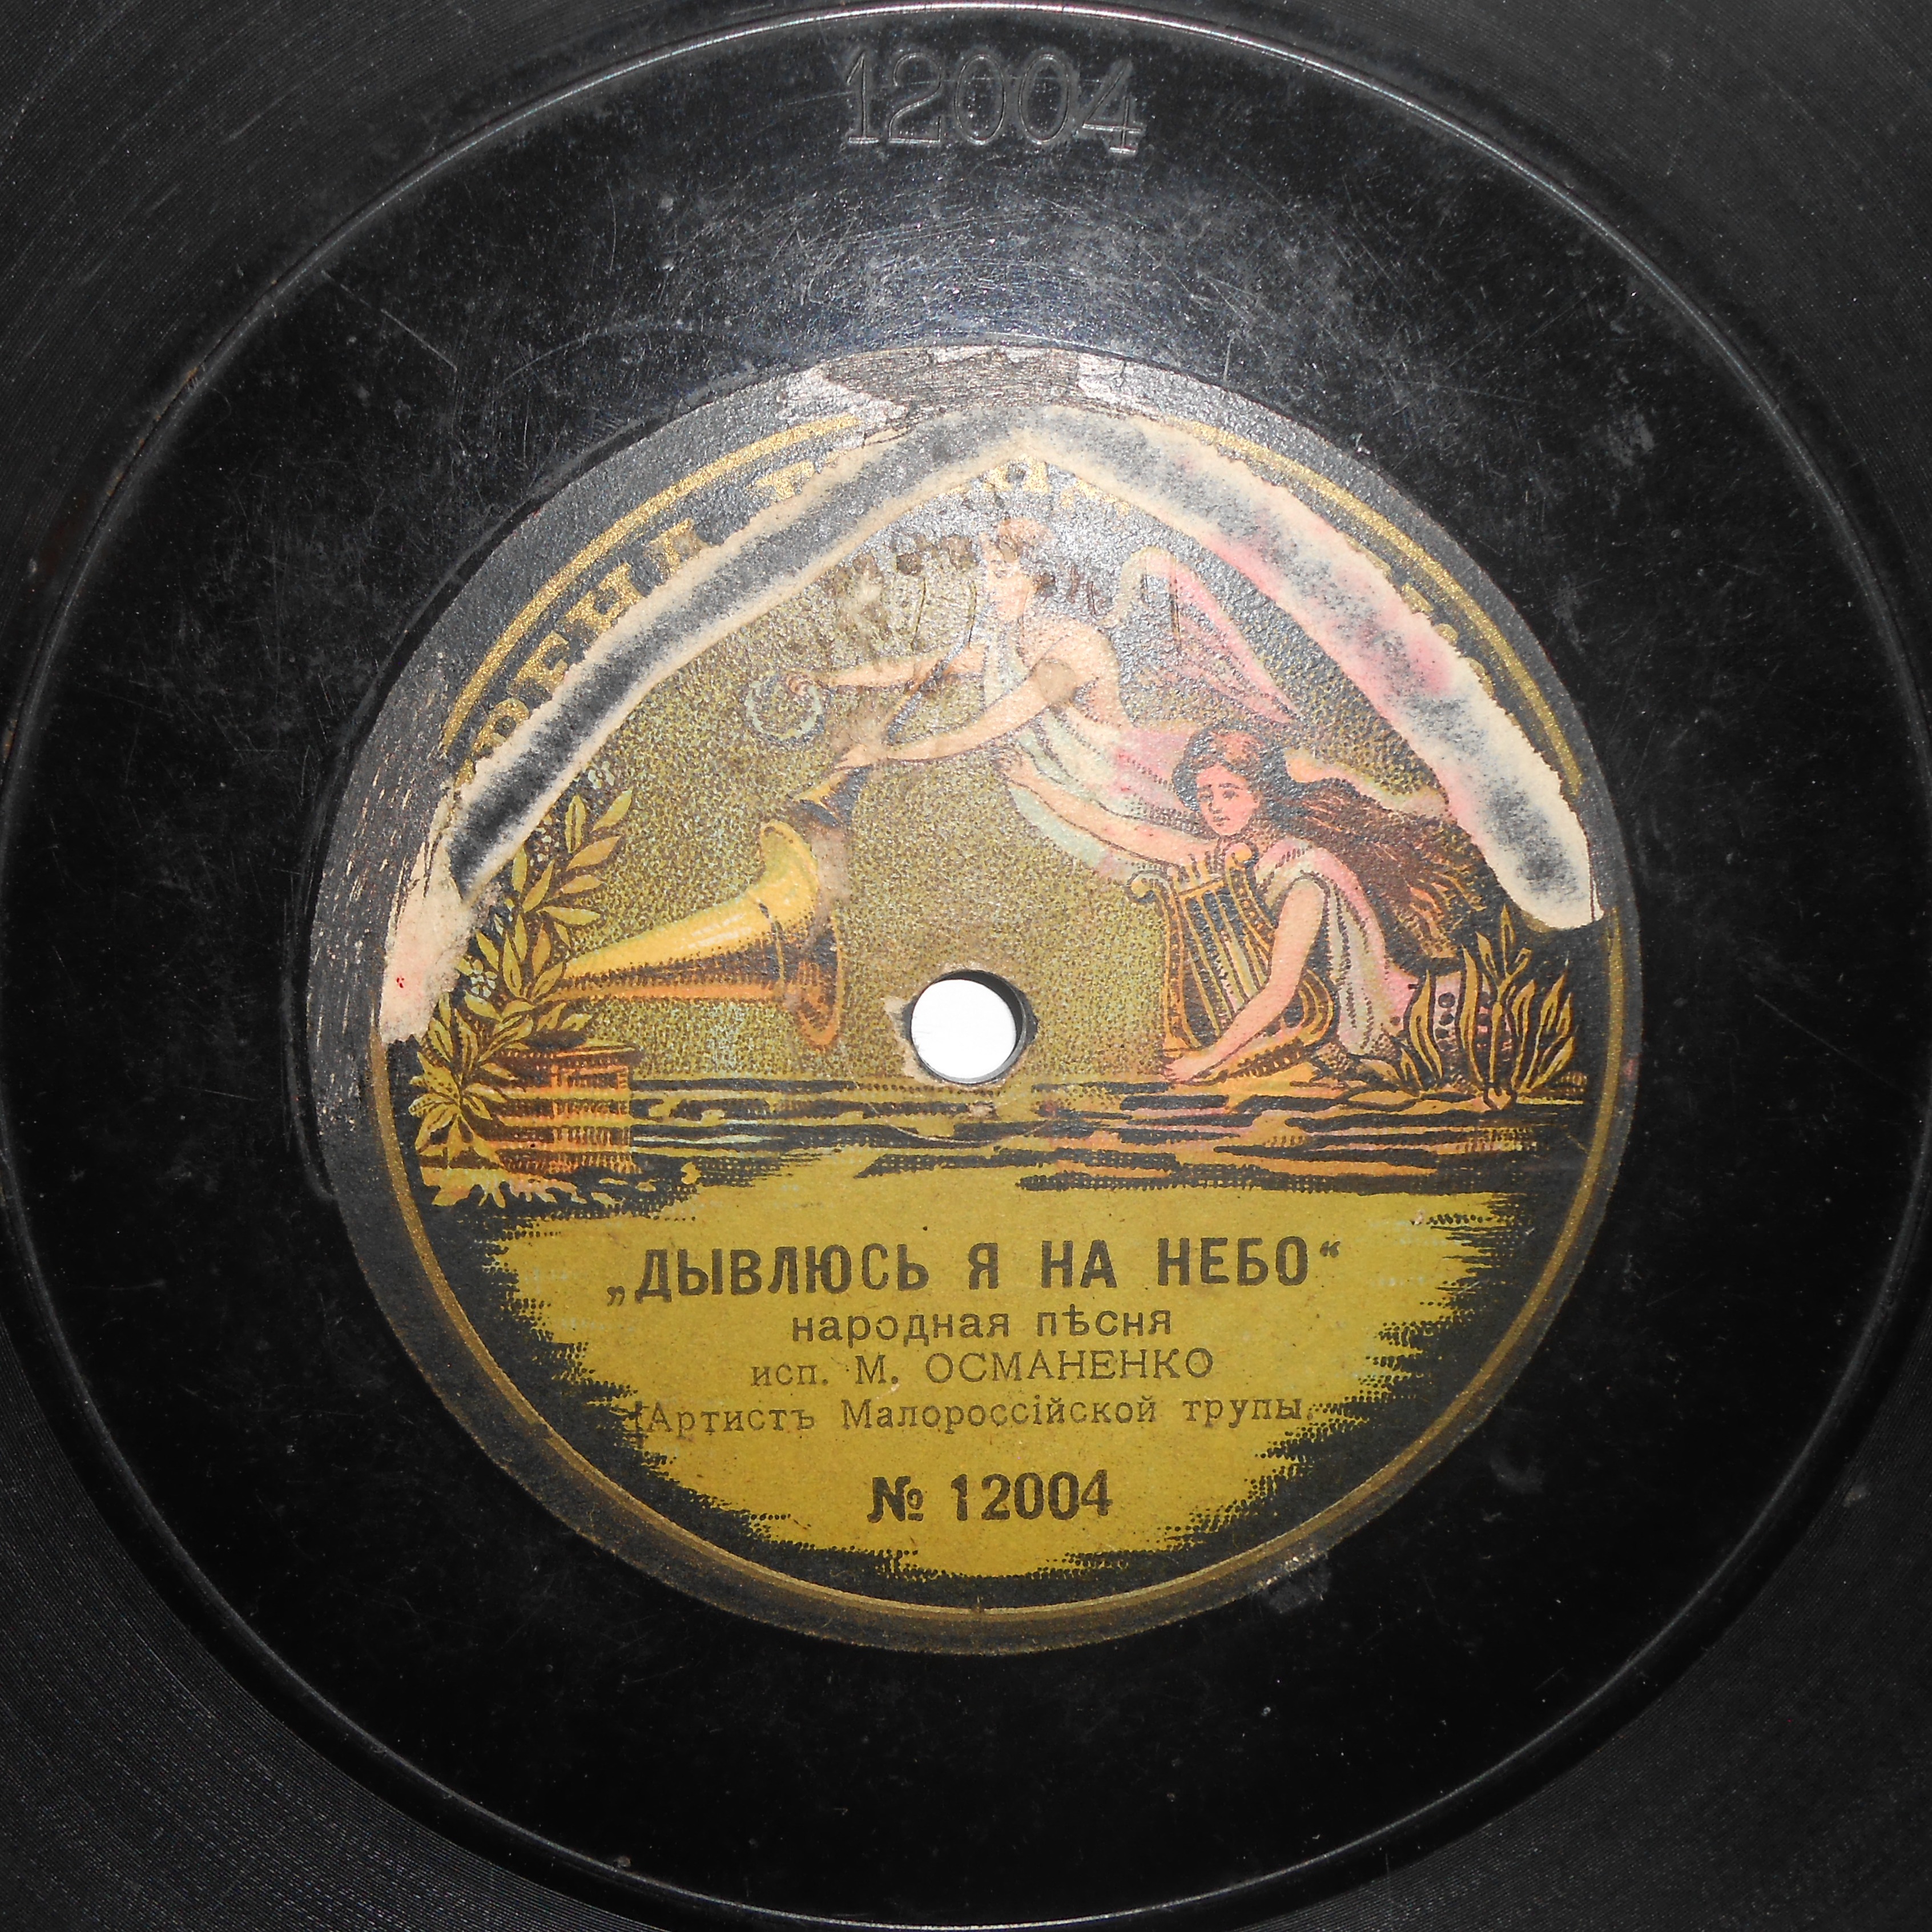 12004
„ДЫВЛЮСЬ Я НА НЕБО“
народная пѣсня
исп. М. ОСМАНЕНКО
(Артистъ Малороссійской трупы.
№ 12004